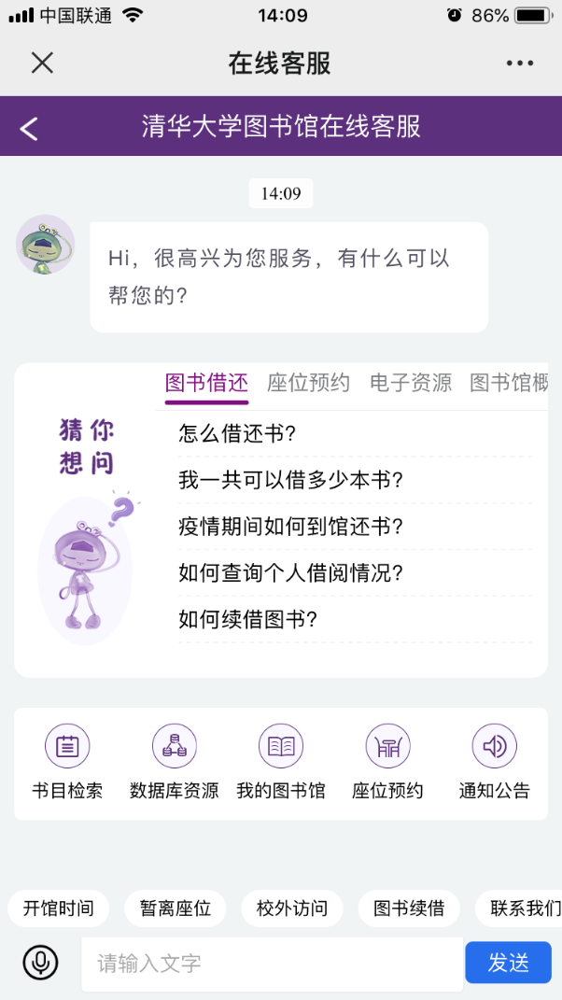 中国联通
14:09
86%
在线客服
清华大学图书馆在线客服
14:09
Hi，很高兴为您服务，有什么可以
帮您的?
图书借还 座位预约 电子资源 图书馆概
猜你
想问
怎么借还书?
我一共可以借多少本书?
疫情期间如何到馆还书?
如何查询个人借阅情况?
如何续借图书?
书目检索 数据库资源 我的图书馆 座位预约 通知公告
开馆时间 暂离座位 校外访问 图书续借 联系我们
请输入文字
发送